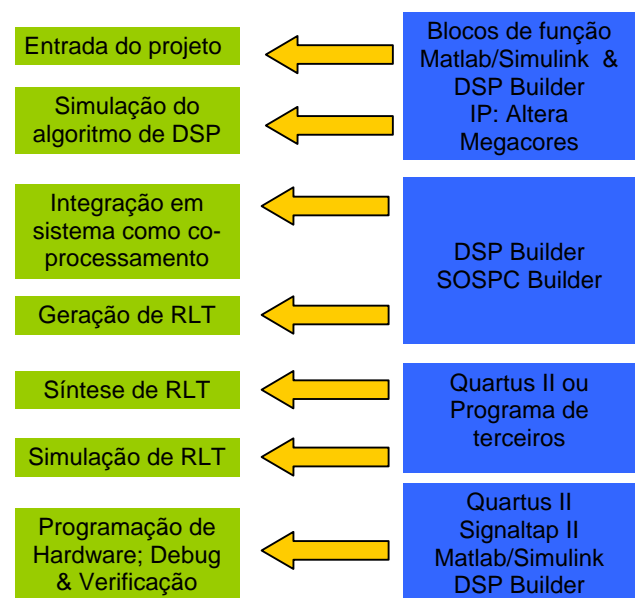 Entrada do projeto
Blocos de função
Matlab/Simulink &
DSP Builder
IP: Altera
Megacores
Simulação do
algoritmo de DSP
Integração em
sistema como co-
processamento
DSP Builder
SOSPC Builder
Geração de RLT
Síntese de RLT
Quartus II ou
Programa de
terceiros
Simulação de RLT
Programação de
Hardware; Debug
& Verificação
Quartus II
Signaltap II
Matlab/Simulink
DSP Builder